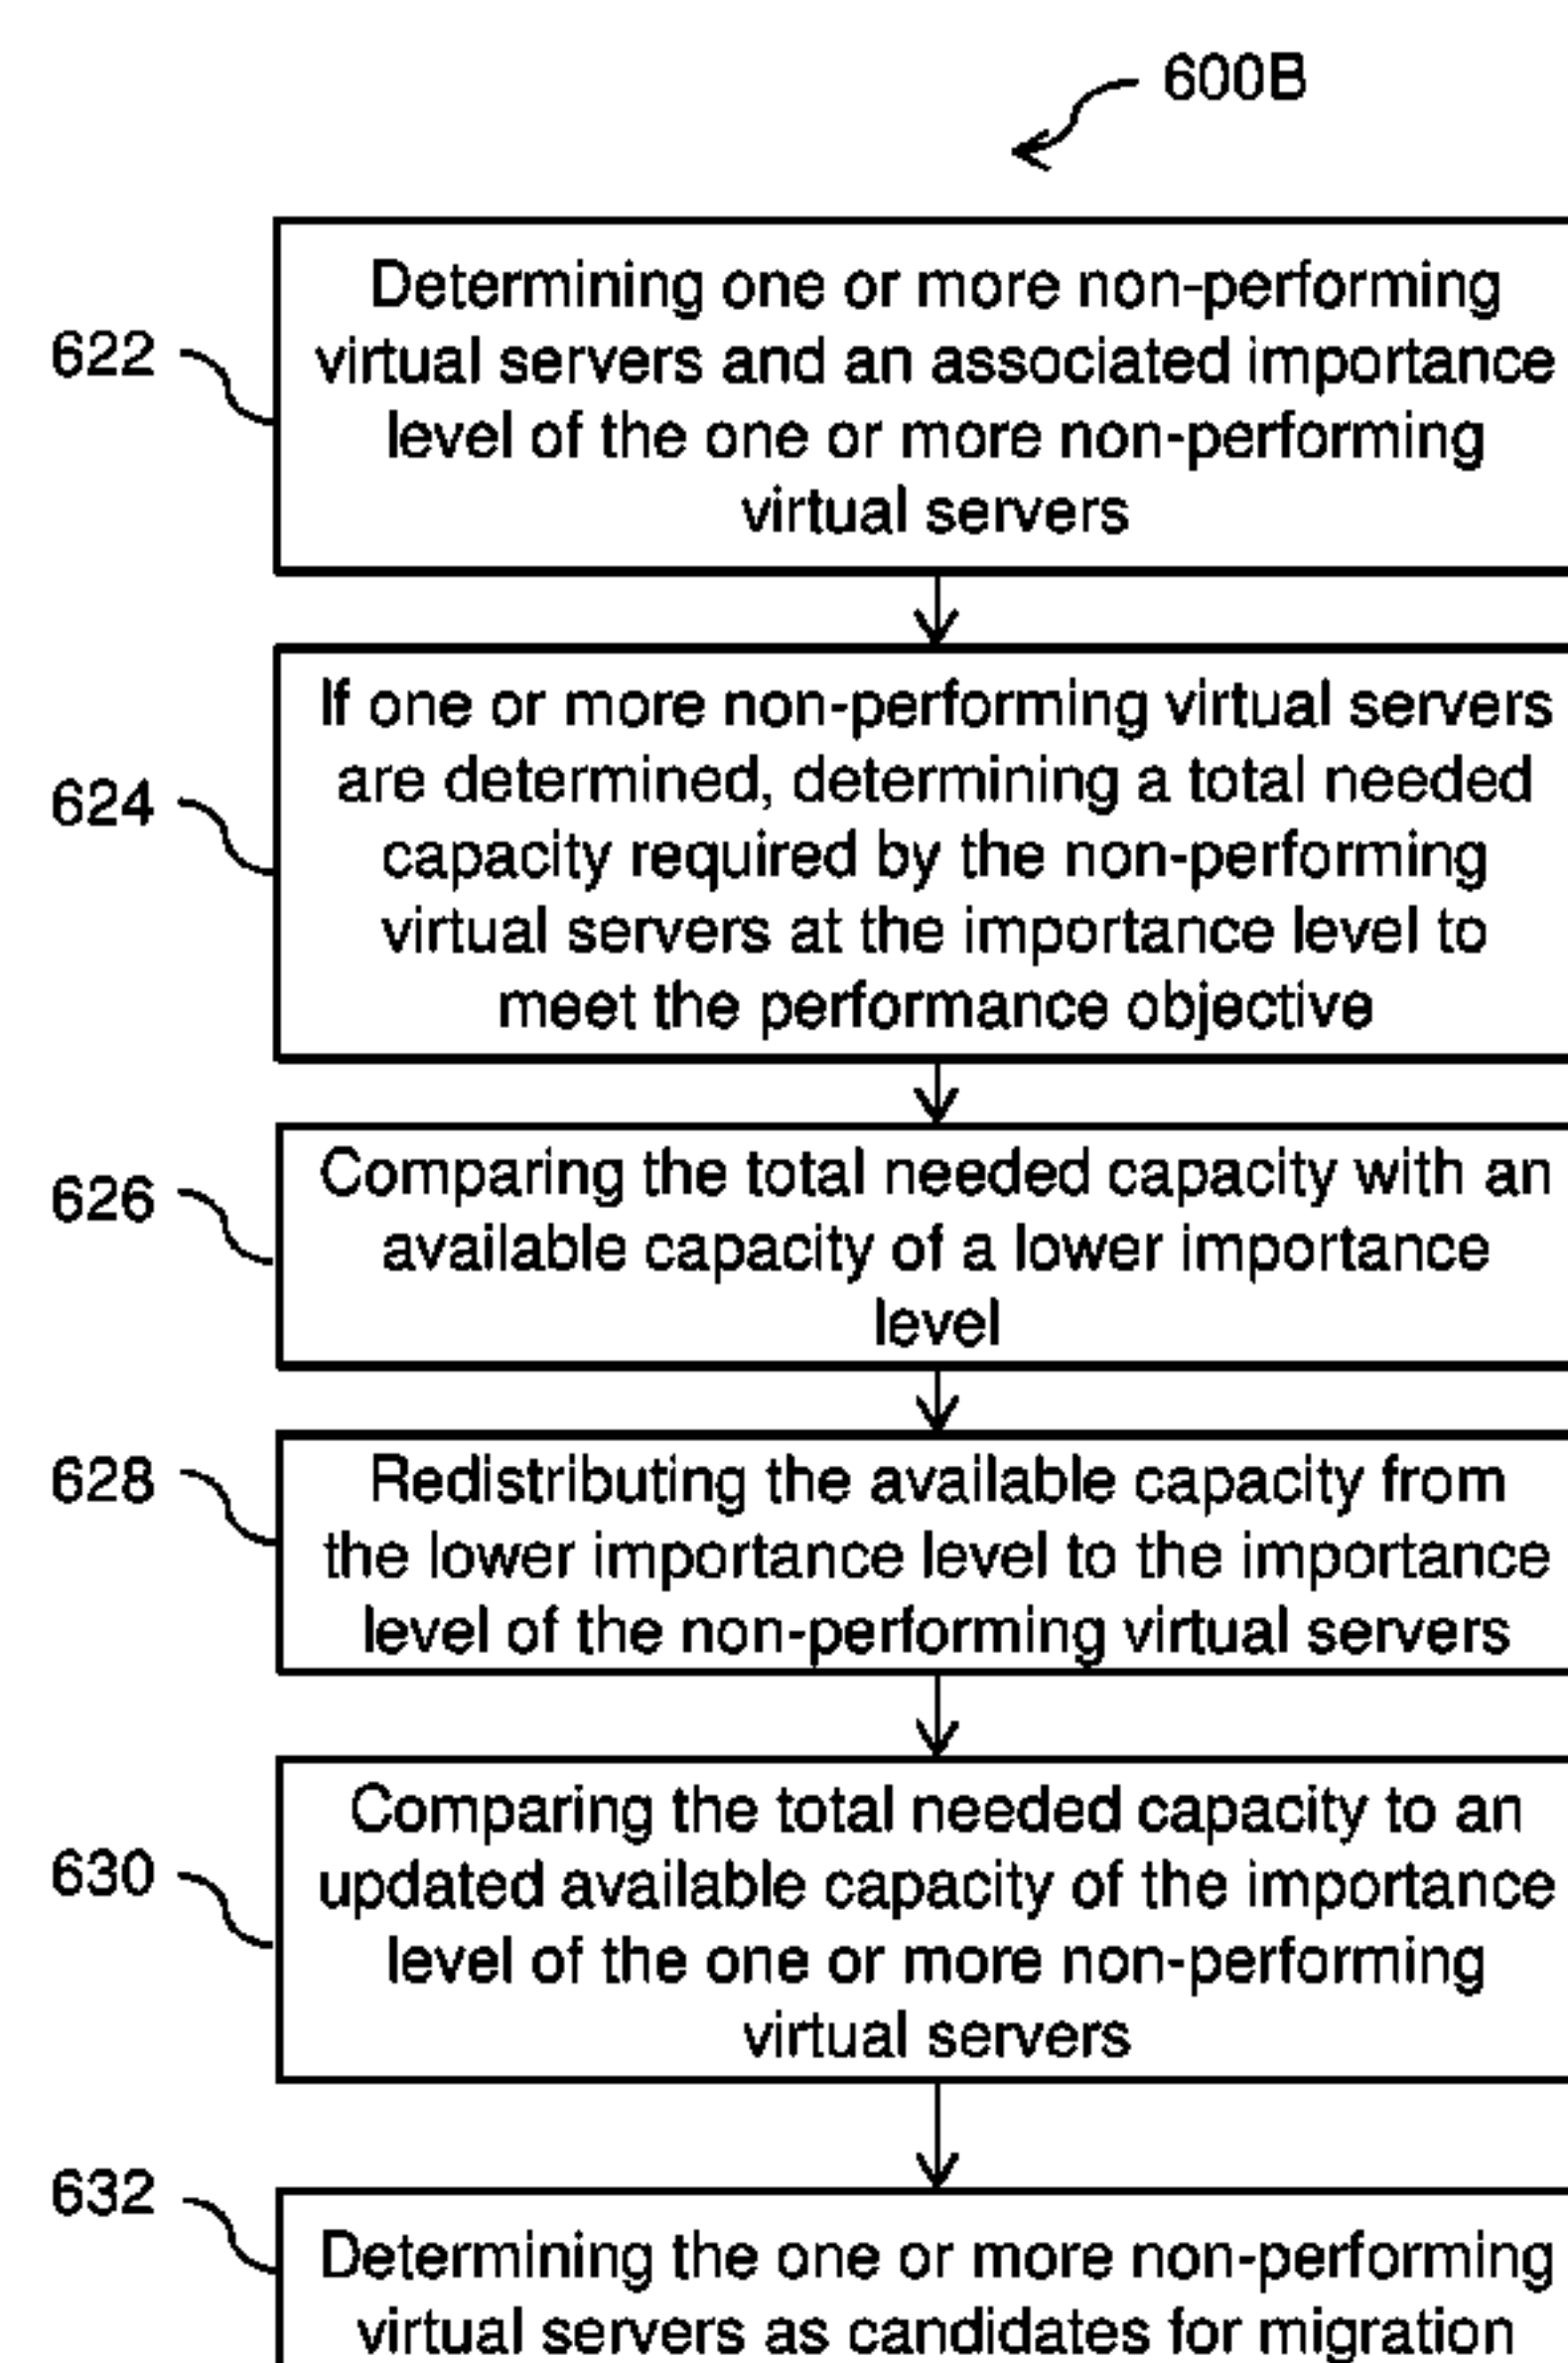 600B
622
Determining one or more non-performing
virtual servers and an associated importance
level of the one or more non-performing
virtual servers
624
If one or more non-performing virtual servers
are determined, determining a total needed
capacity required by the non-performing
virtual servers at the importance level to
meet the performance objective
626
Comparing the total needed capacity with an
available capacity of a lower importance
level
628
Redistributing the available capacity from
the lower importance level to the importance
level of the non-performing virtual servers
630
Comparing the total needed capacity to an
updated available capacity of the importance
level of the one or more non-performing
virtual servers
632
Determining the one or more non-performing
virtual servers as candidates for migration